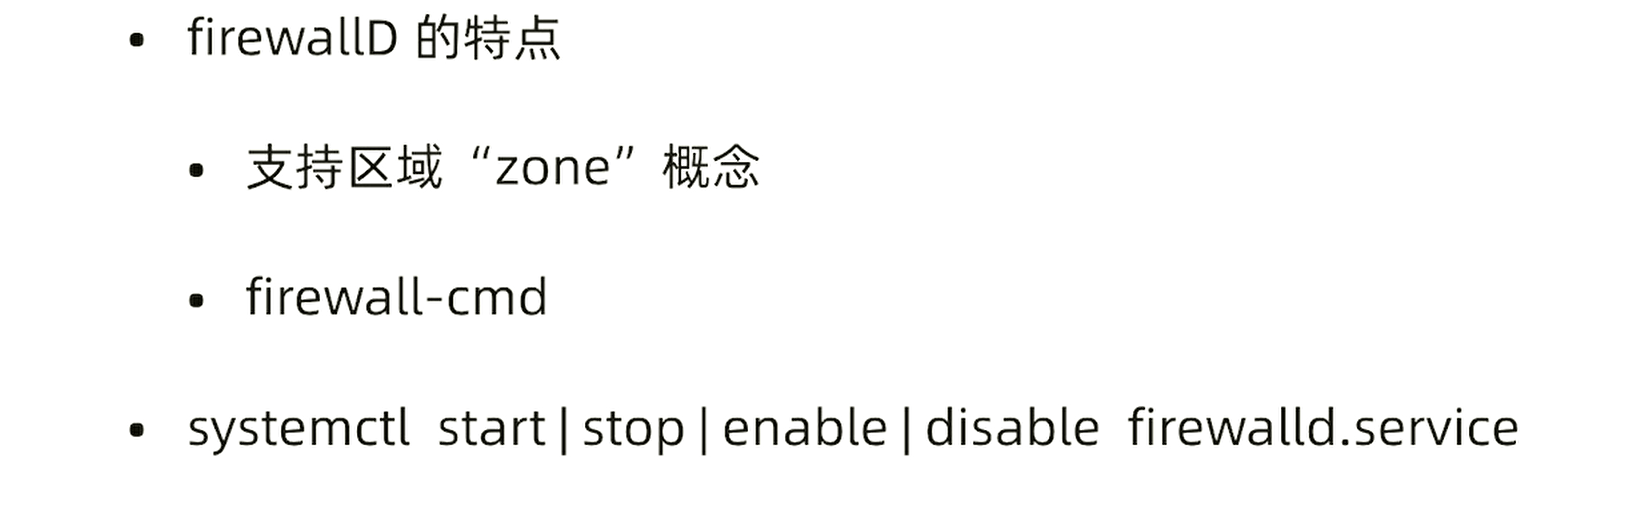 • firewallD 的特点
• 支持区域“zone”概念
• firewall-cmd
• systemctl start | stop | enable | disable firewalld.service